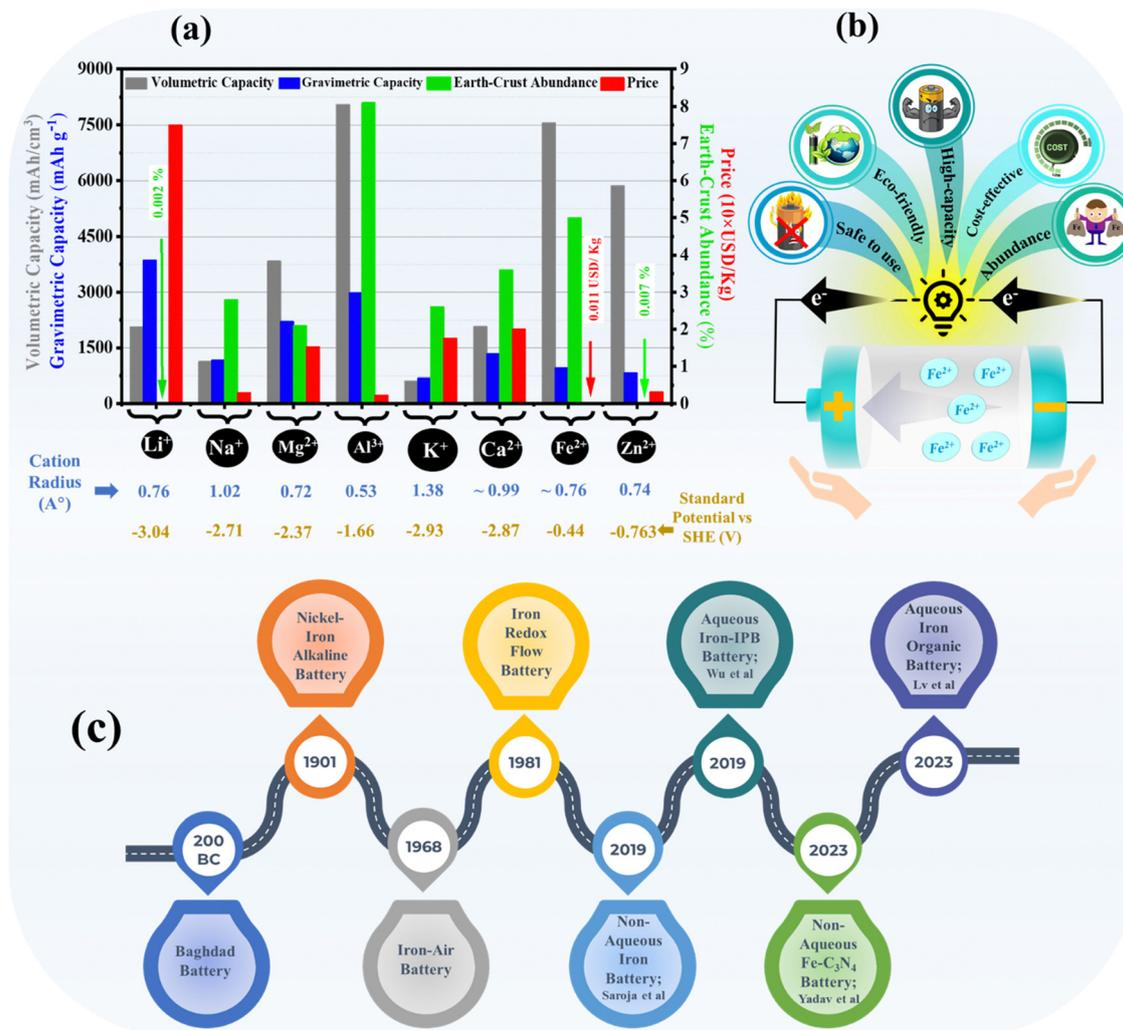 (a)
Volumetric Capacity
Gravimetric Capacity
Earth-Crust Abundance
Price
Volumetric Capacity (mAh/cm³)
Gravimetric Capacity (mAh g⁻¹)
9000
7500
6000
4500
3000
1500
0
9
8
7
6
5
4
3
2
1
0
Price (10×USD/Kg)
Earth-Crust Abundance (%)
0.002 %
0.011 USD/ Kg
0.007 %
Li⁺ Na⁺ Mg²⁺ Al³⁺ K⁺ Ca²⁺ Fe²⁺ Zn²⁺
Cation
Radius
(A°)
0.76 1.02 0.72 0.53 1.38 ~ 0.99 ~ 0.76 0.74
-3.04 -2.71 -2.37 -1.66 -2.93 -2.87 -0.44 -0.763
Standard
Potential vs
SHE (V)
(b)
Safe to use
Eco-friendly
High-capacity
Cost-effective
Abundance
COST
LOW
Fe Fe
e⁻
e⁻
+
−
Fe²⁺ Fe²⁺
Fe²⁺
Fe²⁺ Fe²⁺
(c)
200
BC
Baghdad
Battery
1901
Nickel-
Iron
Alkaline
Battery
1968
Iron-Air
Battery
1981
Iron
Redox
Flow
Battery
2019
Non-
Aqueous
Iron
Battery;
Saroja et al
2019
Aqueous
Iron-IPB
Battery;
Wu et al
2023
Non-
Aqueous
Fe-C₃N₄
Battery;
Yadav et al
2023
Aqueous
Iron
Organic
Battery;
Lv et al